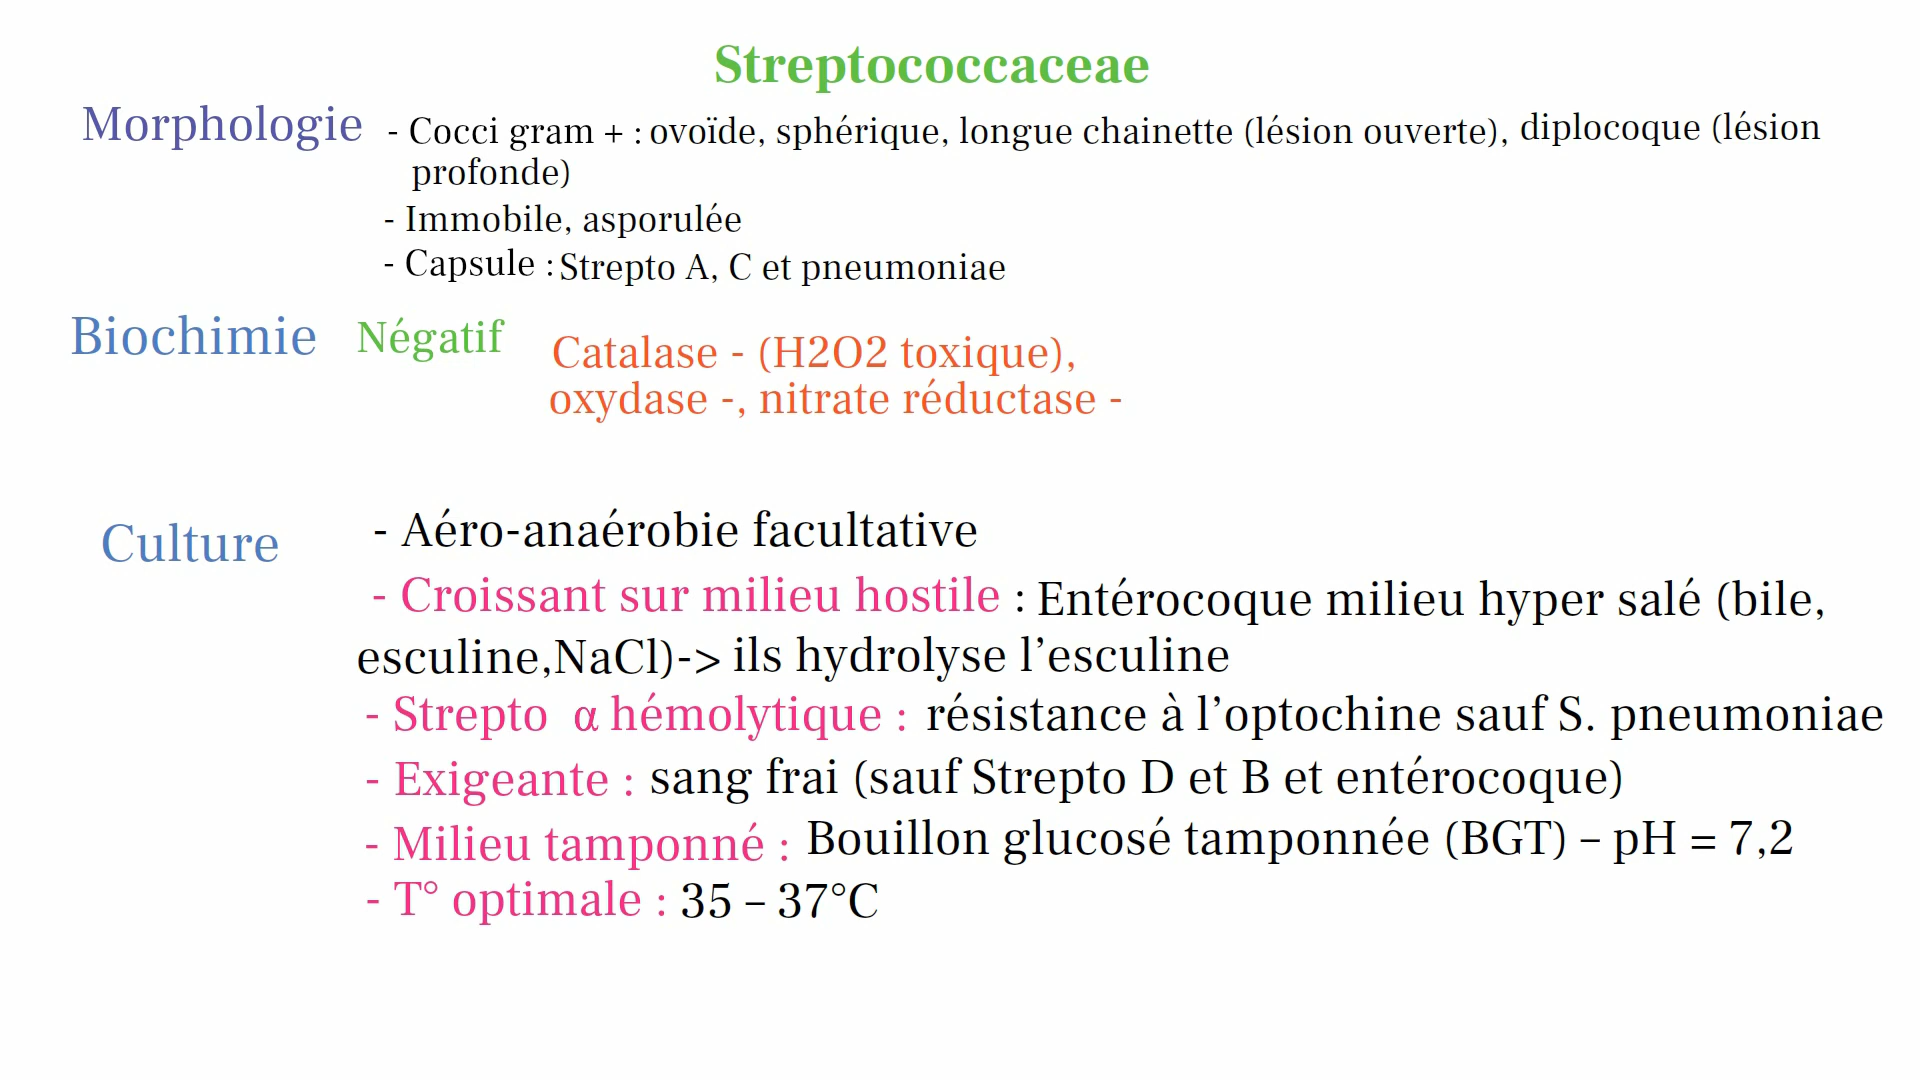 Streptococcaceae
Morphologie - Cocci gram + : ovoïde, sphérique, longue chainette (lésion ouverte), diplocoque (lésion
profonde)
- Immobile, asporulée
- Capsule : Strepto A, C et pneumoniae
Biochimie Négatif Catalase - (H2O2 toxique),
oxydase -, nitrate réductase -
Culture - Aéro-anaérobie facultative
- Croissant sur milieu hostile : Entérocoque milieu hyper salé (bile,
esculine,NaCl)-> ils hydrolyse l’esculine
- Strepto α hémolytique : résistance à l’optochine sauf S. pneumoniae
- Exigeante : sang frai (sauf Strepto D et B et entérocoque)
- Milieu tamponné : Bouillon glucosé tamponnée (BGT) – pH = 7,2
- T° optimale : 35 – 37°C